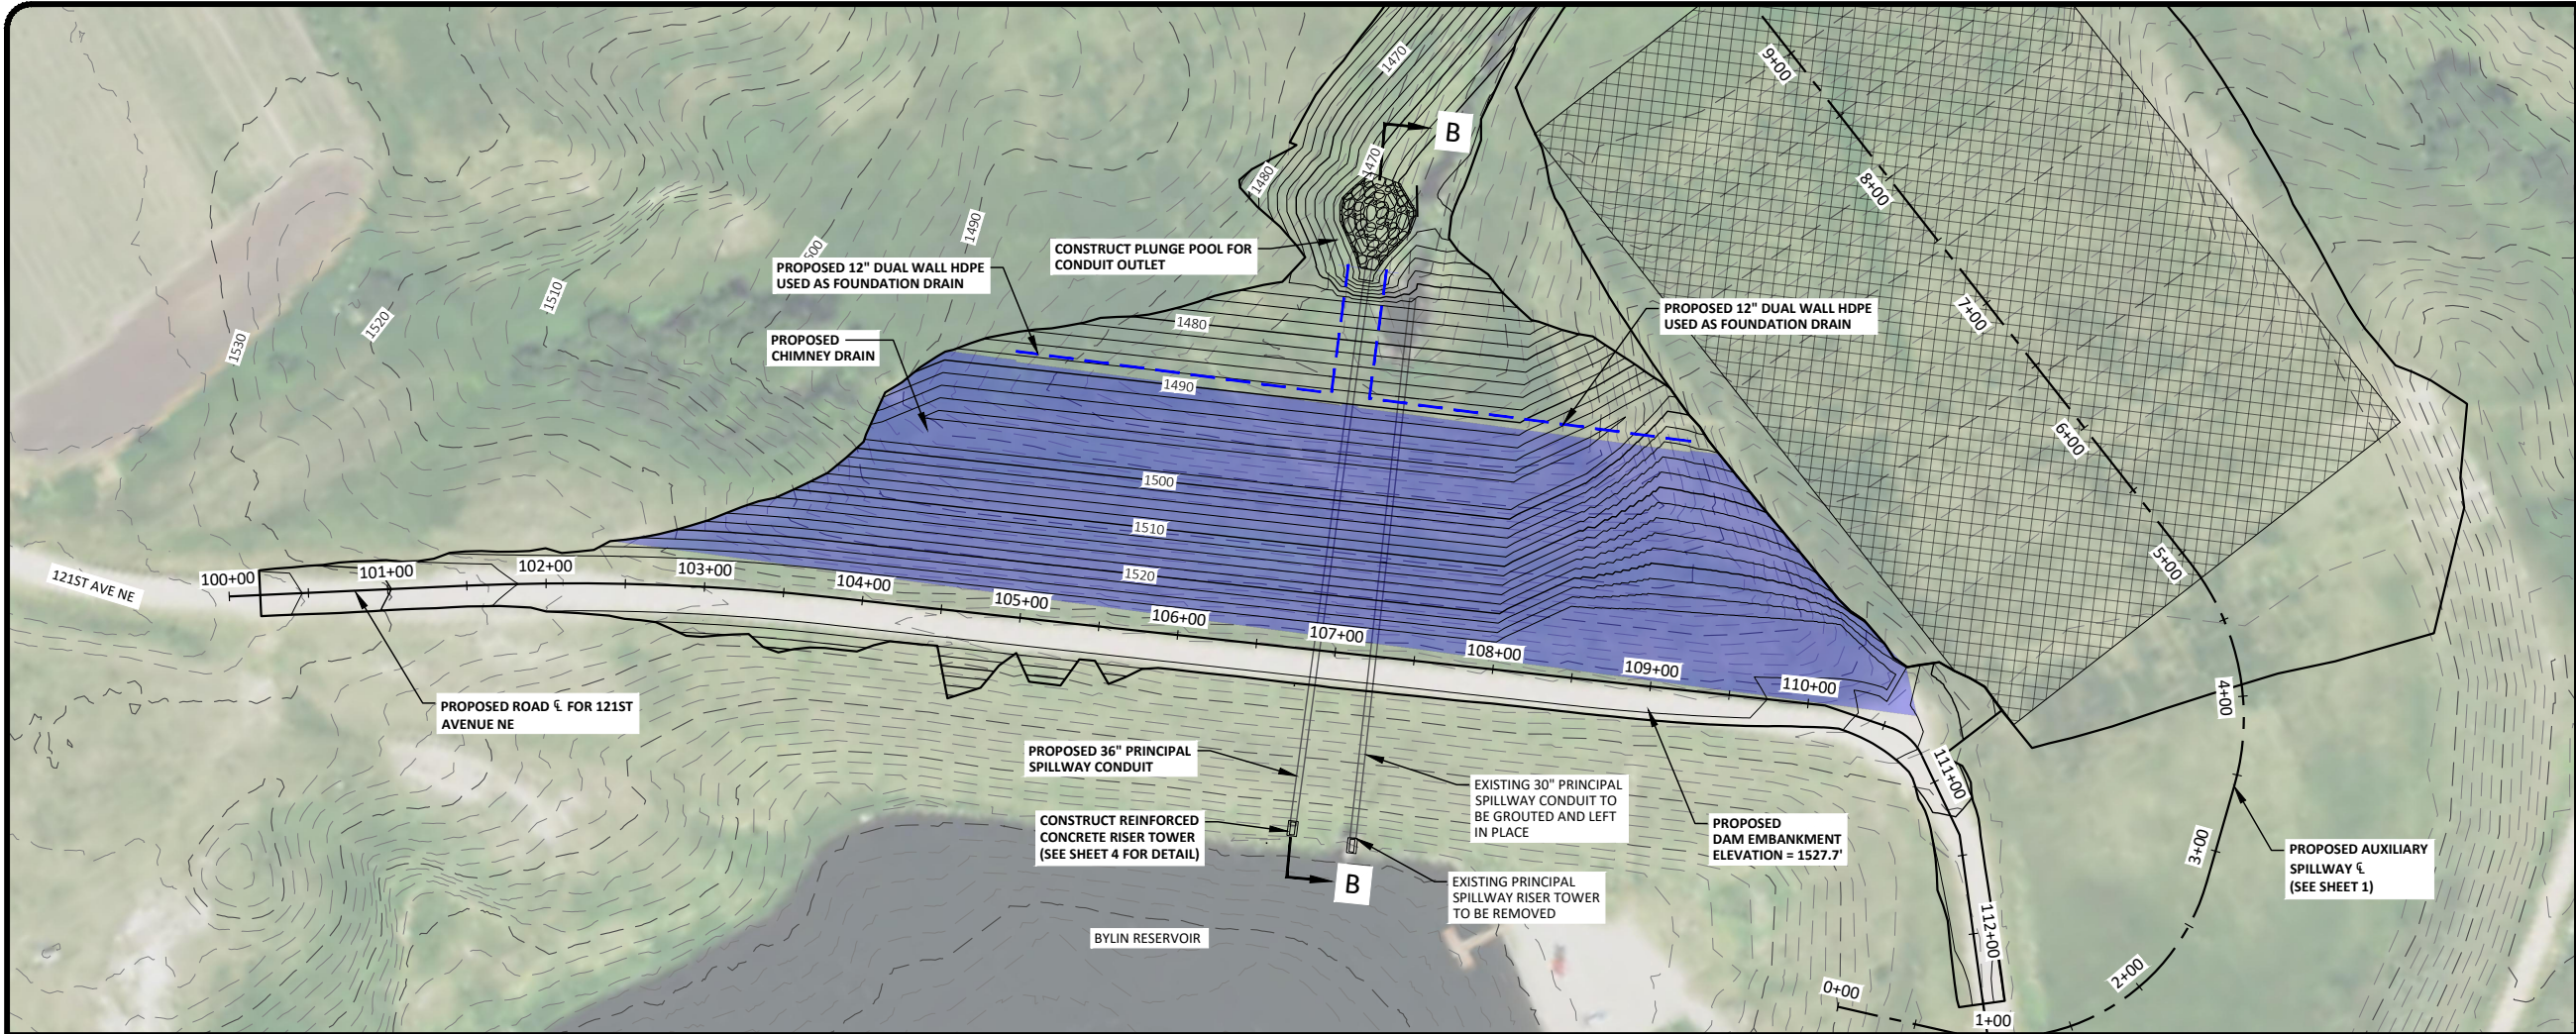 1470
9+00
B
1470
1480
8+00
1490
CONSTRUCT PLUNGE POOL FOR
CONDUIT OUTLET
500
PROPOSED 12" DUAL WALL HDPE
USED AS FOUNDATION DRAIN
1510
1520
1530
1480
PROPOSED 12" DUAL WALL HDPE
USED AS FOUNDATION DRAIN
7+00
PROPOSED
CHIMNEY DRAIN
1490
6+00
1500
1510
5+00
1520
121ST AVE NE
100+00
101+00
102+00
103+00
104+00
105+00
106+00
107+00
108+00
109+00
110+00
4+00
PROPOSED ROAD ℄ FOR 121ST
AVENUE NE
PROPOSED 36" PRINCIPAL
SPILLWAY CONDUIT
EXISTING 30" PRINCIPAL
SPILLWAY CONDUIT TO
BE GROUTED AND LEFT
IN PLACE
111+00
CONSTRUCT REINFORCED
CONCRETE RISER TOWER
(SEE SHEET 4 FOR DETAIL)
PROPOSED
DAM EMBANKMENT
ELEVATION = 1527.7'
3+00
PROPOSED AUXILIARY
SPILLWAY ℄
(SEE SHEET 1)
B
EXISTING PRINCIPAL
SPILLWAY RISER TOWER
TO BE REMOVED
BYLIN RESERVOIR
112+00
2+00
0+00
1+00